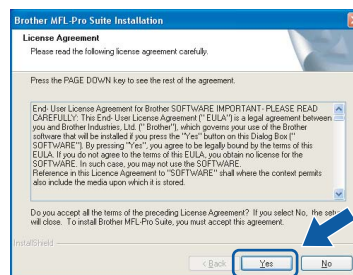 Brother MFL-Pro Suite Installation
License Agreement
Please read the following license agreement carefully.
Press the PAGE DOWN key to see the rest of the agreement.
End- User License Agreement for Brother SOFTWARE IMPORTANT- PLEASE READ
CAREFULLY: This End- User License Agreement (" EULA") is a legal agreement between
you and Brother Industries, Ltd. (" Brother"), which governs your use of the Brother
software that will be installed if you press the "Yes" button on this Dialog Box ("
SOFTWARE"). By pressing "Yes", you agree to be legally bound by the terms of this
EULA. If you do not agree to the terms of this EULA, you obtain no license for the
SOFTWARE. In such case, you may not use the SOFTWARE.
Reference in this Licence Agreement to "SOFTWARE" shall where the context permits
also include the media upon which it is stored.
Do you accept all the terms of the preceding License Agreement? If you select No, the
will close. To install Brother MFL-Pro Suite, you must accept this agreement.
InstallShield
< Back
Yes
No